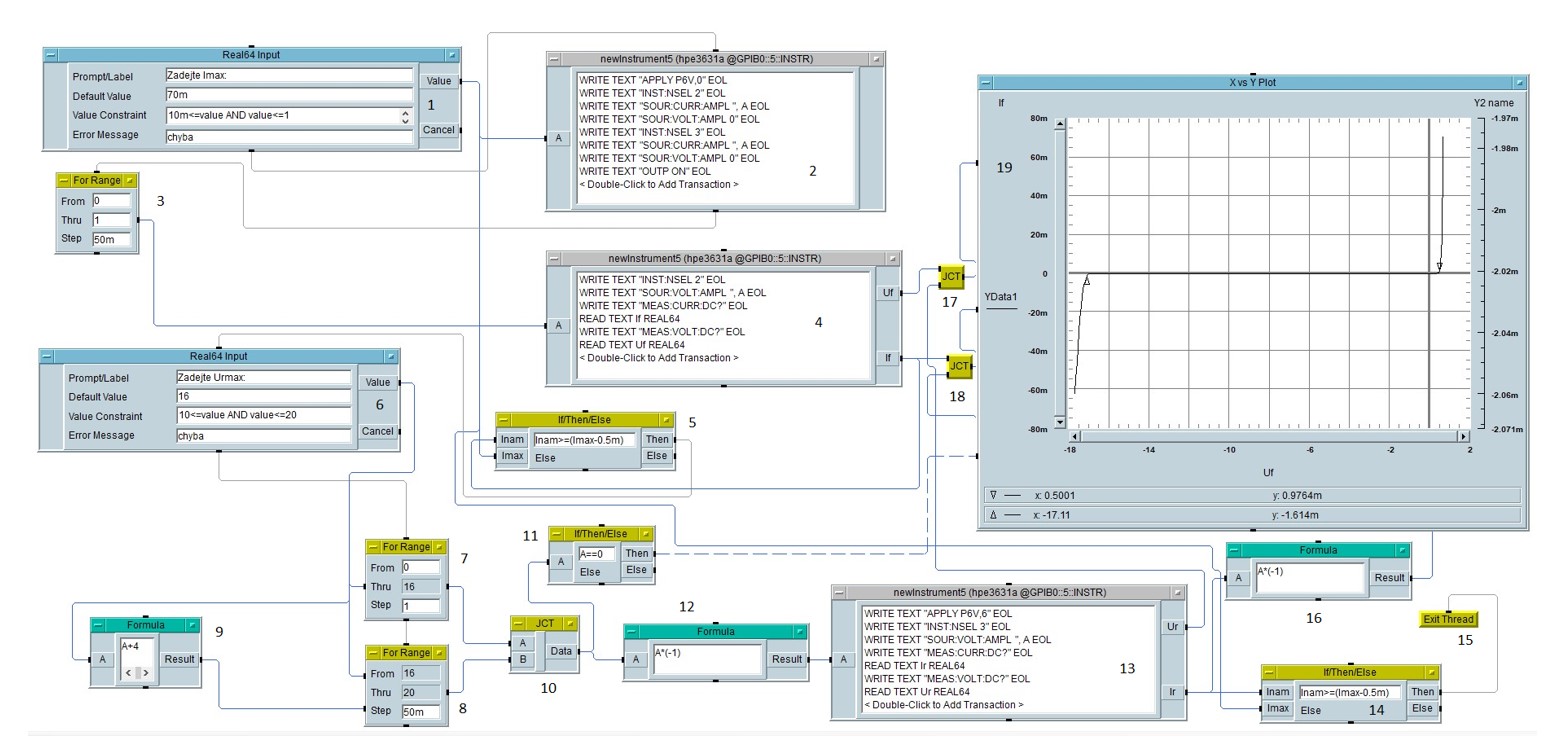 Real64 Input
Prompt/Label Zadejte Imax:
Default Value 70m
Value Constraint 10m<=value AND value<=1
Error Message chyba
Value
1
Cancel
newInstrument5 (hpe3631a @GPIB0::5::INSTR)
A
WRITE TEXT "APPLY P6V,0" EOL
WRITE TEXT "INST:NSEL 2" EOL
WRITE TEXT "SOUR:CURR:AMPL ", A EOL
WRITE TEXT "SOUR:VOLT:AMPL 0" EOL
WRITE TEXT "INST:NSEL 3" EOL
WRITE TEXT "SOUR:CURR:AMPL ", A EOL
WRITE TEXT "SOUR:VOLT:AMPL 0" EOL
WRITE TEXT "OUTP ON" EOL
< Double-Click to Add Transaction >
2
For Range
From 0
Thru 1
Step 50m
3
newInstrument5 (hpe3631a @GPIB0::5::INSTR)
A
WRITE TEXT "INST:NSEL 2" EOL
WRITE TEXT "SOUR:VOLT:AMPL ", A EOL
WRITE TEXT "MEAS:CURR:DC?" EOL
READ TEXT If REAL64
WRITE TEXT "MEAS:VOLT:DC?" EOL
READ TEXT Uf REAL64
< Double-Click to Add Transaction >
4
Uf
If
JCT
17
JCT
18
X vs Y Plot
If
Y2 name
19
YData1
80m
60m
40m
20m
0
-20m
-40m
-60m
-80m
-1.97m
-1.98m
-2m
-2.02m
-2.04m
-2.06m
-2.071m
-18 -14 -10 -6 -2 2
Uf
x: 0.5001 y: 0.9764m
x: -17.11 y: -1.614m
Real64 Input
Prompt/Label Zadejte Urmax:
Default Value 16
Value Constraint 10<=value AND value<=20
Error Message chyba
Value
6
Cancel
If/Then/Else
5
Inam Inam>=(Imax-0.5m) Then
Imax Else Else
For Range
From 0
Thru 16
Step 1
7
11
If/Then/Else
A A==0 Then
Else Else
Formula
9
A A+4 Result
For Range
From 16
Thru 20
Step 50m
8
JCT
A
B
Data
10
12
Formula
A A*(-1) Result
newInstrument5 (hpe3631a @GPIB0::5::INSTR)
A
WRITE TEXT "APPLY P6V,6" EOL
WRITE TEXT "INST:NSEL 3" EOL
WRITE TEXT "SOUR:VOLT:AMPL ", A EOL
WRITE TEXT "MEAS:CURR:DC?" EOL
READ TEXT Ir REAL64
WRITE TEXT "MEAS:VOLT:DC?" EOL
READ TEXT Ur REAL64
< Double-Click to Add Transaction >
13
Ur
Ir
Formula
A A*(-1) Result
16
Exit Thread
15
If/Then/Else
Inam Inam>=(Imax-0.5m) Then
Imax Else 14 Else